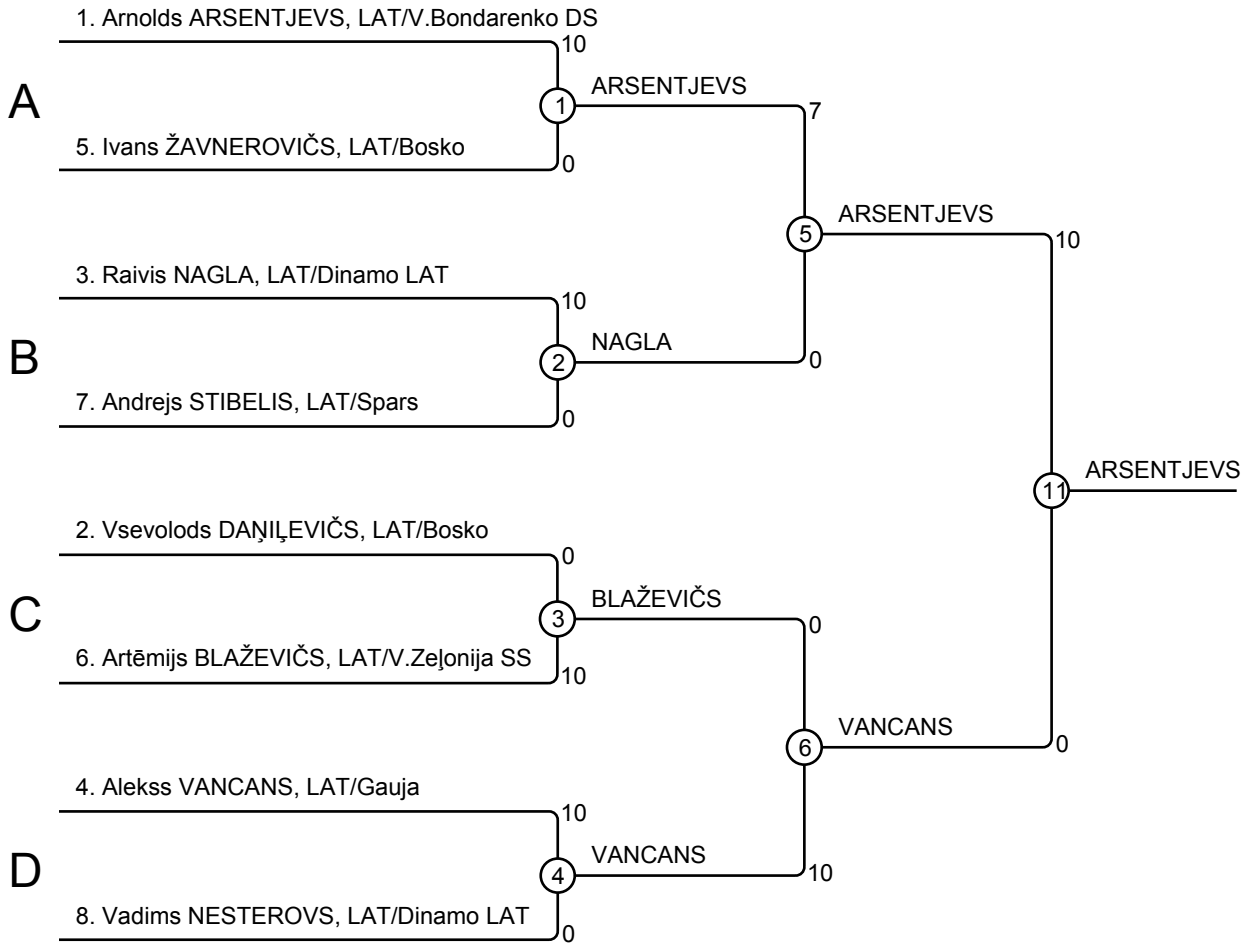 1. Arnolds ARSENTJEVS, LAT/V.Bondarenko DS
10
A
1
ARSENTJEVS
7
5. Ivans ŽAVNEROVIČS, LAT/Bosko
0
5
ARSENTJEVS
10
3. Raivis NAGLA, LAT/Dinamo LAT
10
B
2
NAGLA
0
7. Andrejs STIBELIS, LAT/Spars
0
11
ARSENTJEVS
2. Vsevolods DAŅIĻEVIČS, LAT/Bosko
0
C
3
BLAŽEVIČS
0
6. Artēmijs BLAŽEVIČS, LAT/V.Zeļonija SS
10
6
VANCANS
0
4. Alekss VANCANS, LAT/Gauja
10
D
4
VANCANS
10
8. Vadims NESTEROVS, LAT/Dinamo LAT
0